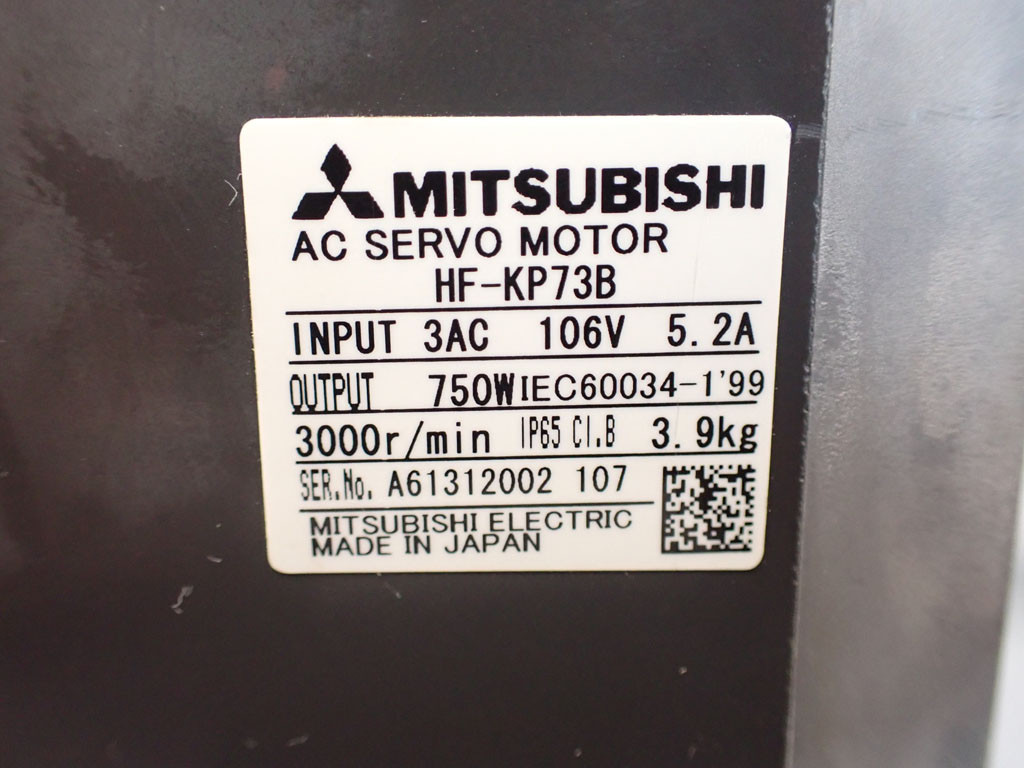 MITSUBISHI
AC SERVO MOTOR
HF-KP73B
INPUT 3AC 106V 5.2A
OUTPUT 750W IEC60034-1'99
3000r/min IP65 CI.B 3.9kg
SER.No. A61312002 107
MITSUBISHI ELECTRIC
MADE IN JAPAN